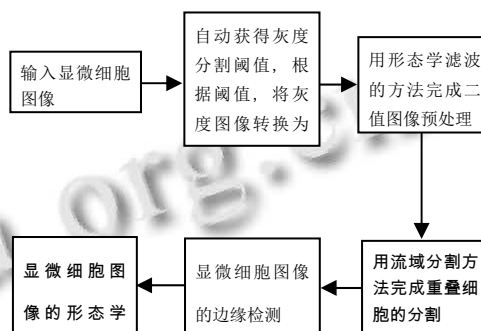 输入显微细胞
图像
自动获得灰度
分割阈值，根
据阈值，将灰
度图像转换为
用形态学滤波
的方法完成二
值图像预处理
用流域分割方
法完成重叠细
胞的分割
显微细胞图像
的边缘检测
显微细胞图
像的形态学
org.cn